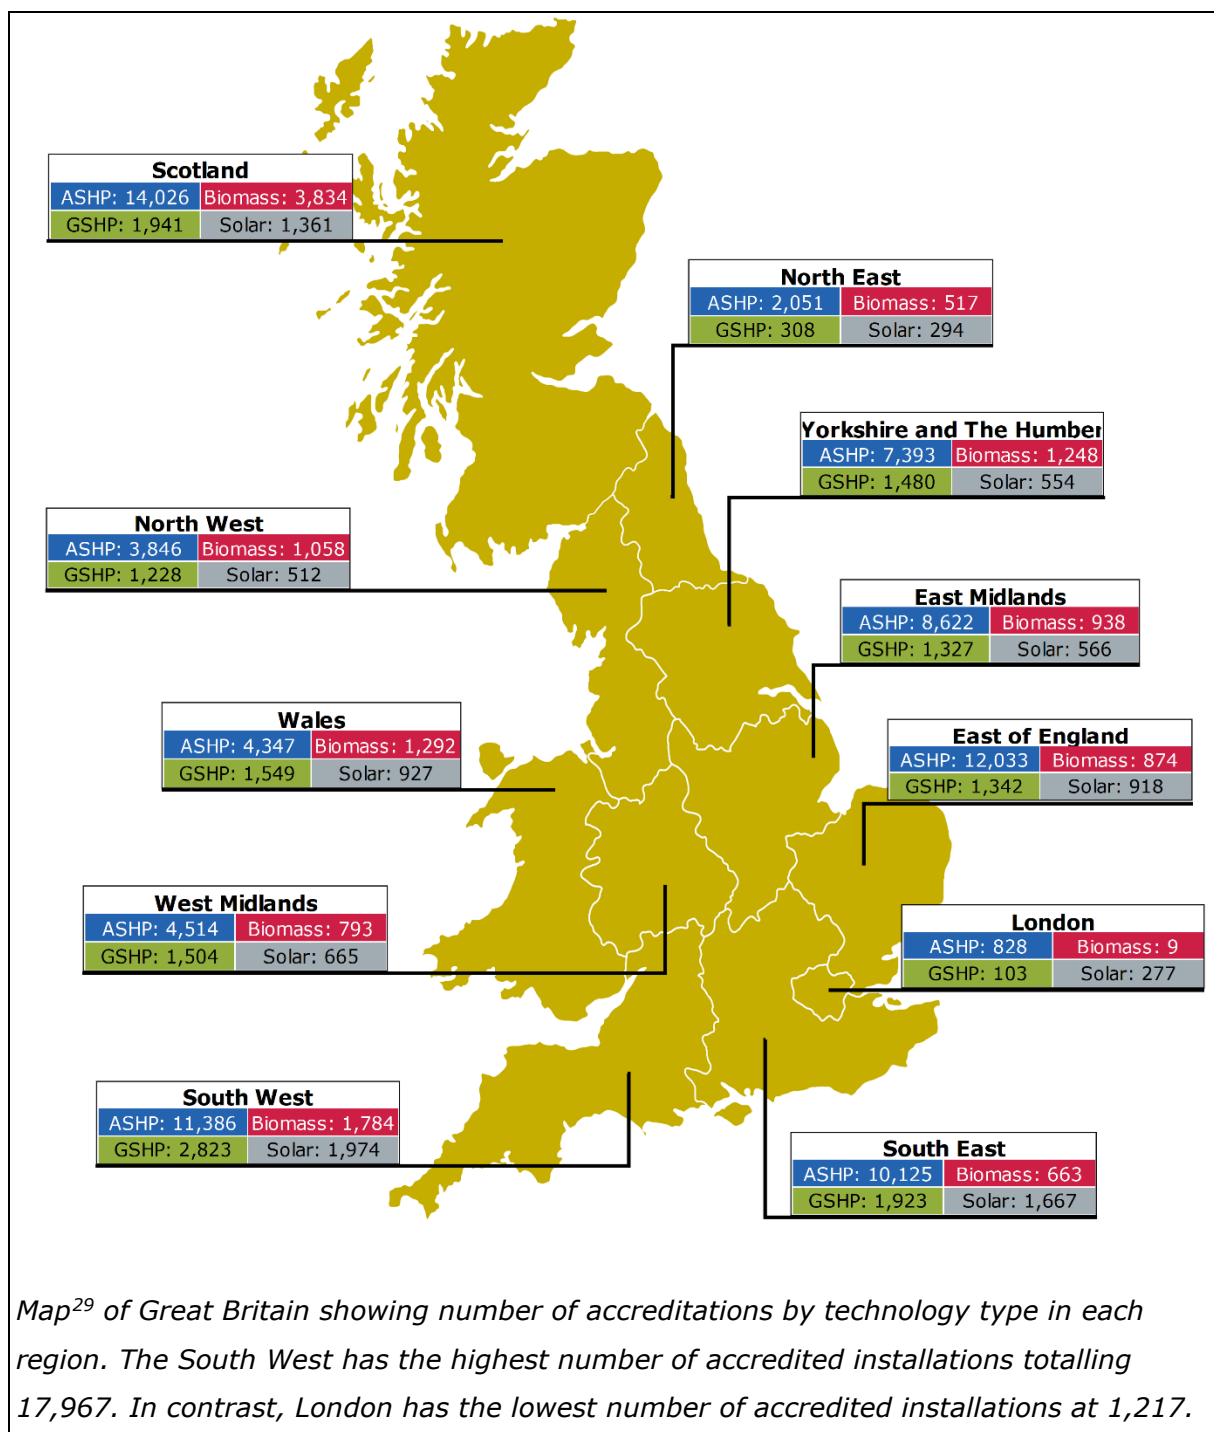 Scotland
ASHP: 14,026 Biomass: 3,834
GSHP: 1,941 Solar: 1,361
North East
ASHP: 2,051 Biomass: 517
GSHP: 308 Solar: 294
Yorkshire and The Humber
ASHP: 7,393 Biomass: 1,248
GSHP: 1,480 Solar: 554
North West
ASHP: 3,846 Biomass: 1,058
GSHP: 1,228 Solar: 512
East Midlands
ASHP: 8,622 Biomass: 938
GSHP: 1,327 Solar: 566
Wales
ASHP: 4,347 Biomass: 1,292
GSHP: 1,549 Solar: 927
East of England
ASHP: 12,033 Biomass: 874
GSHP: 1,342 Solar: 918
West Midlands
ASHP: 4,514 Biomass: 793
GSHP: 1,504 Solar: 665
London
ASHP: 828 Biomass: 9
GSHP: 103 Solar: 277
South West
ASHP: 11,386 Biomass: 1,784
GSHP: 2,823 Solar: 1,974
South East
ASHP: 10,125 Biomass: 663
GSHP: 1,923 Solar: 1,667
Map29 of Great Britain showing number of accreditations by technology type in each
region. The South West has the highest number of accredited installations totalling
17,967. In contrast, London has the lowest number of accredited installations at 1,217.